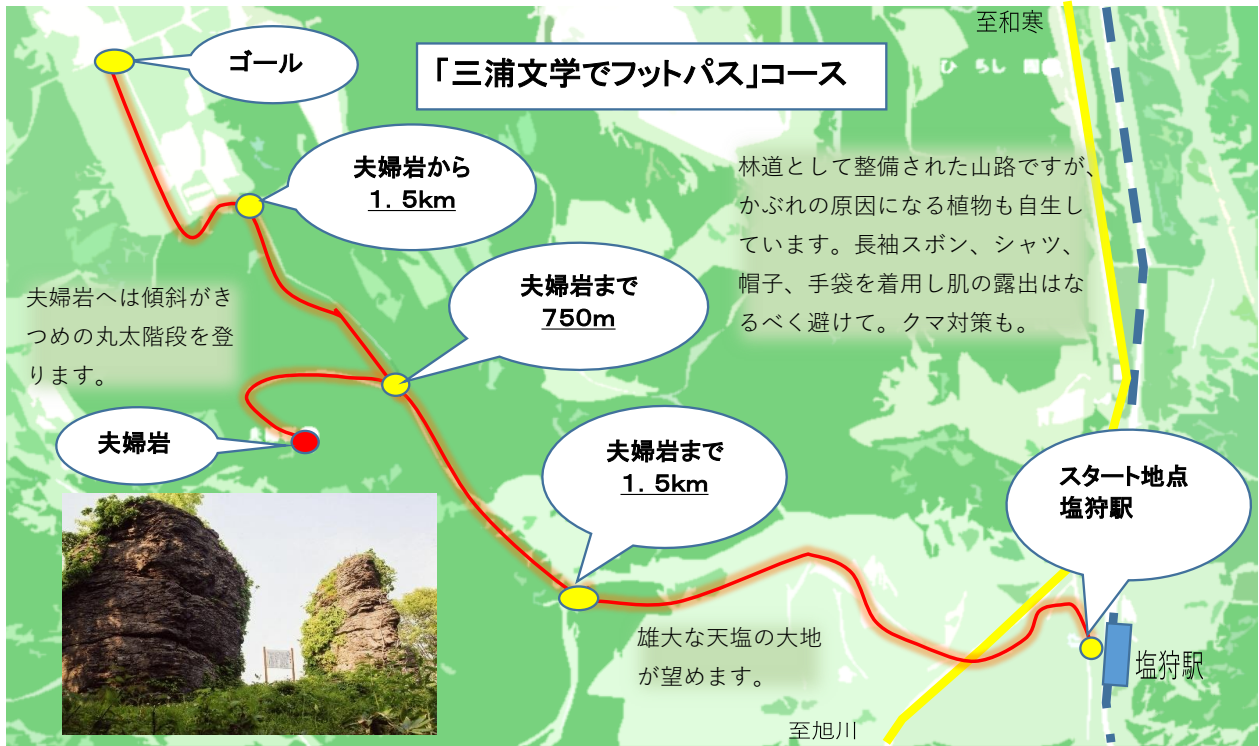 至和寒
ゴール
「三浦文学でフットパス」コース
ひ らし 園
夫婦岩から
1. 5km
林道として整備された山路ですが、
かぶれの原因になる植物も自生し
ています。長袖スボン、シャツ、
帽子、手袋を着用し肌の露出はな
るべく避けて。クマ対策も。
夫婦岩まで
750m
夫婦岩へは傾斜がき
つめの丸太階段を登
ります。
夫婦岩
夫婦岩まで
1. 5km
スタート地点
塩狩駅
雄大な天塩の大地
が望めます。
塩狩駅
至旭川